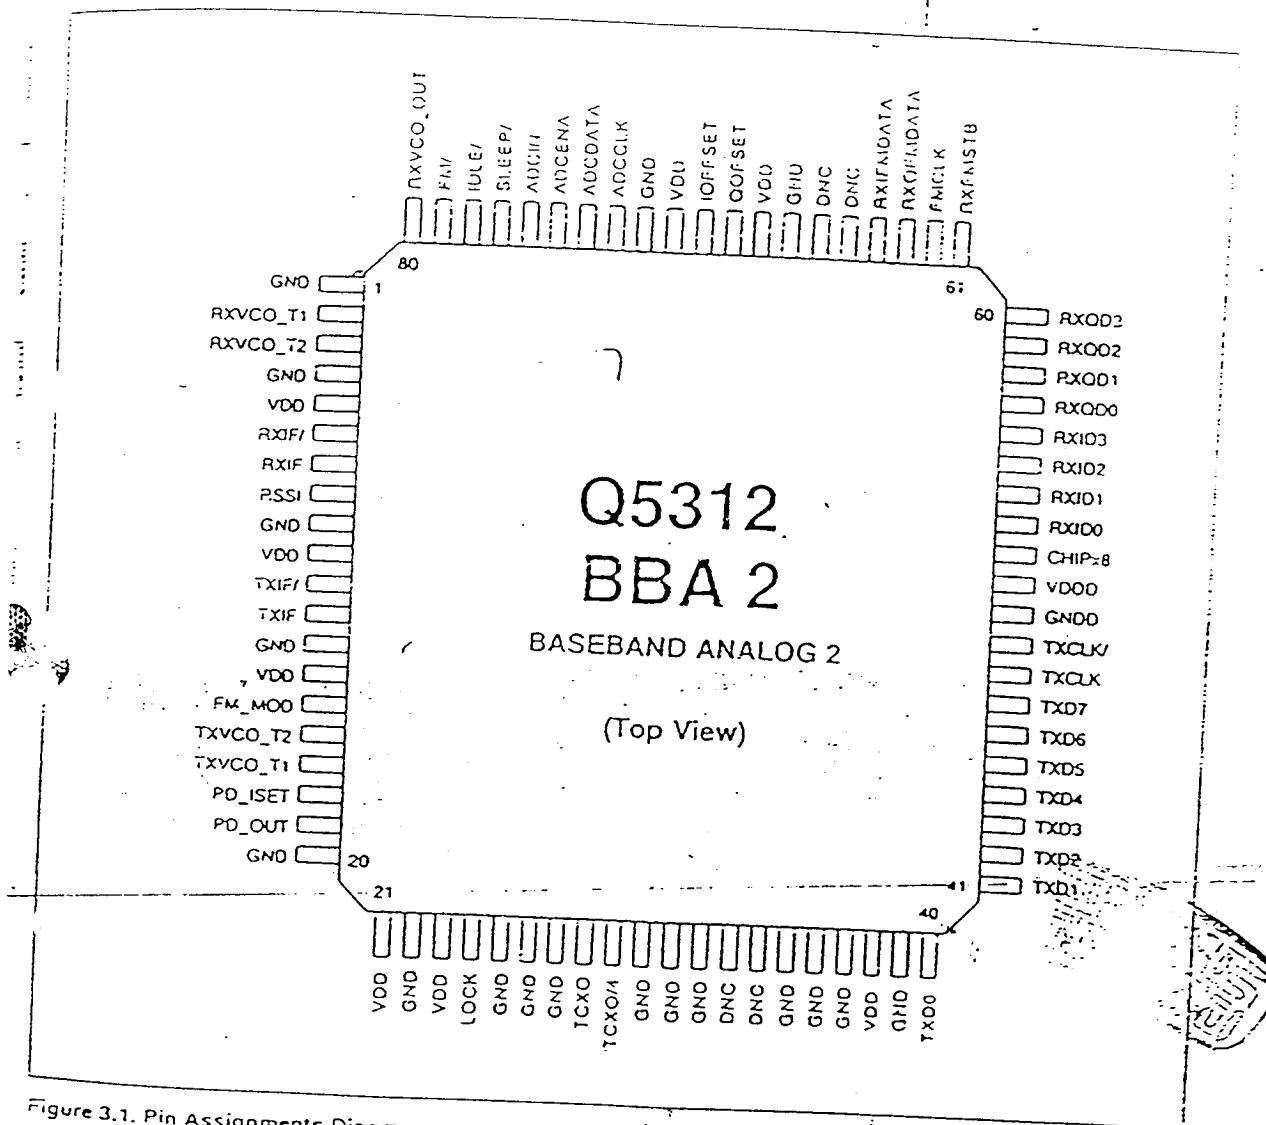 RXVCO_OUT
FM/
IDLE/
SLEEP/
ADCIN
ADCENA
ADCDATA
ADCCLK
GND
VDD
IOFFSET
QOFFSET
VDD
GND
DNC
DNC
RXIFMDATA
RXQFMDATA
FMCLK
RXFMSTB
80
61
GND
1
60
RXQD3
RXVCO_T1
RXQD2
RXVCO_T2
RXQD1
GND
RXQD0
VDD
RXID3
RXIF/
RXID2
RXIF
RXID1
RSSI
RXID0
GND
CHIPx8
VDD
VDDD
TXIF/
GNDD
TXIF
TXCLK/
GND
TXCLK
VDD
TXD7
FM_MOD
TXD6
TXVCO_T2
TXD5
TXVCO_T1
TXD4
PD_ISET
TXD3
PD_OUT
TXD2
GND
20
41
TXD1
Q5312
BBA 2
BASEBAND ANALOG 2
(Top View)
21
40
VDD
GND
VDD
LOCK
GND
GND
GND
TCXO
TCXO/4
GND
GND
GND
DNC
DNC
GND
GND
GND
VDD
GND
TXD0
Figure 3.1. Pin Assignments